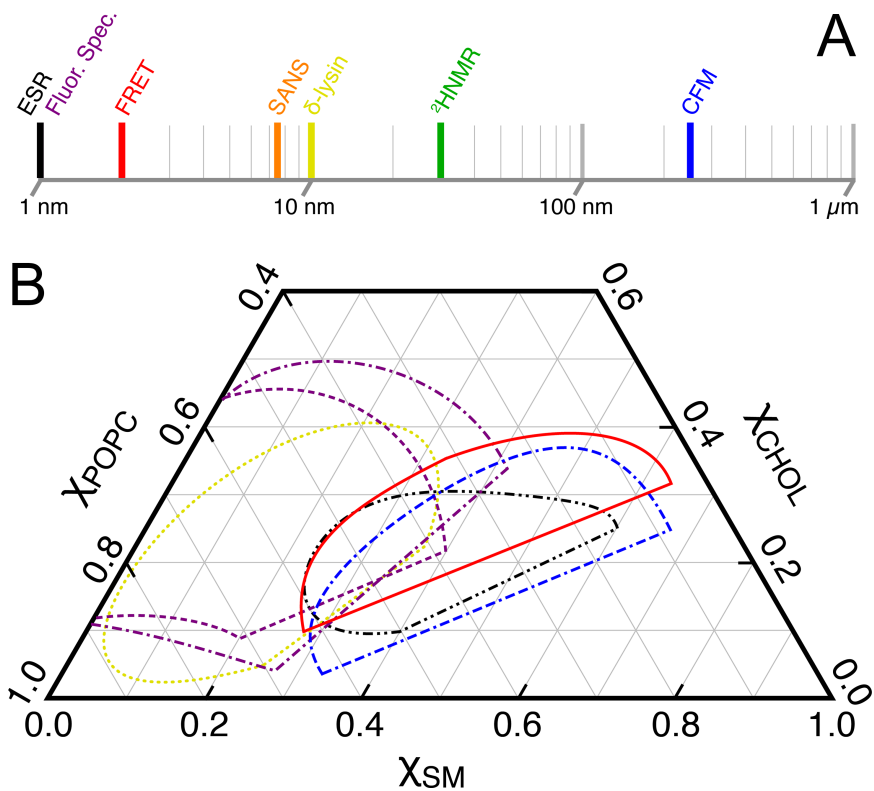 A
ESR
Fluor. Spec.
FRET
SANS
δ-lysin
²HNMR
CFM
1 nm
10 nm
100 nm
1 µm
B
0.4
0.6
0.6
0.4
χPOPC
χCHOL
0.8
0.2
1.0
0.0
0.0
0.2
0.4
0.6
0.8
1.0
χSM